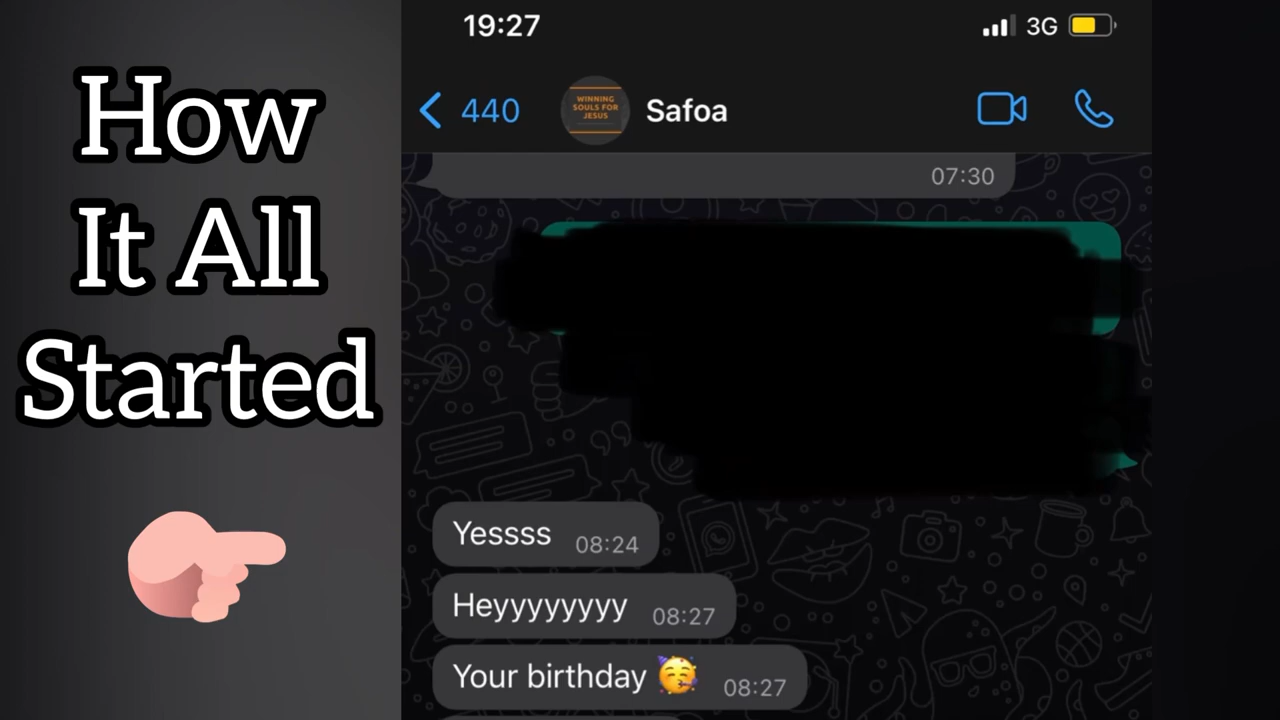 How
It All
Started
19:27
3G
440
WINNING
SOULS FOR
JESUS
Safoa
07:30
Yessss 08:24
Heyyyyyyyy 08:27
Your birthday 🥳 08:27